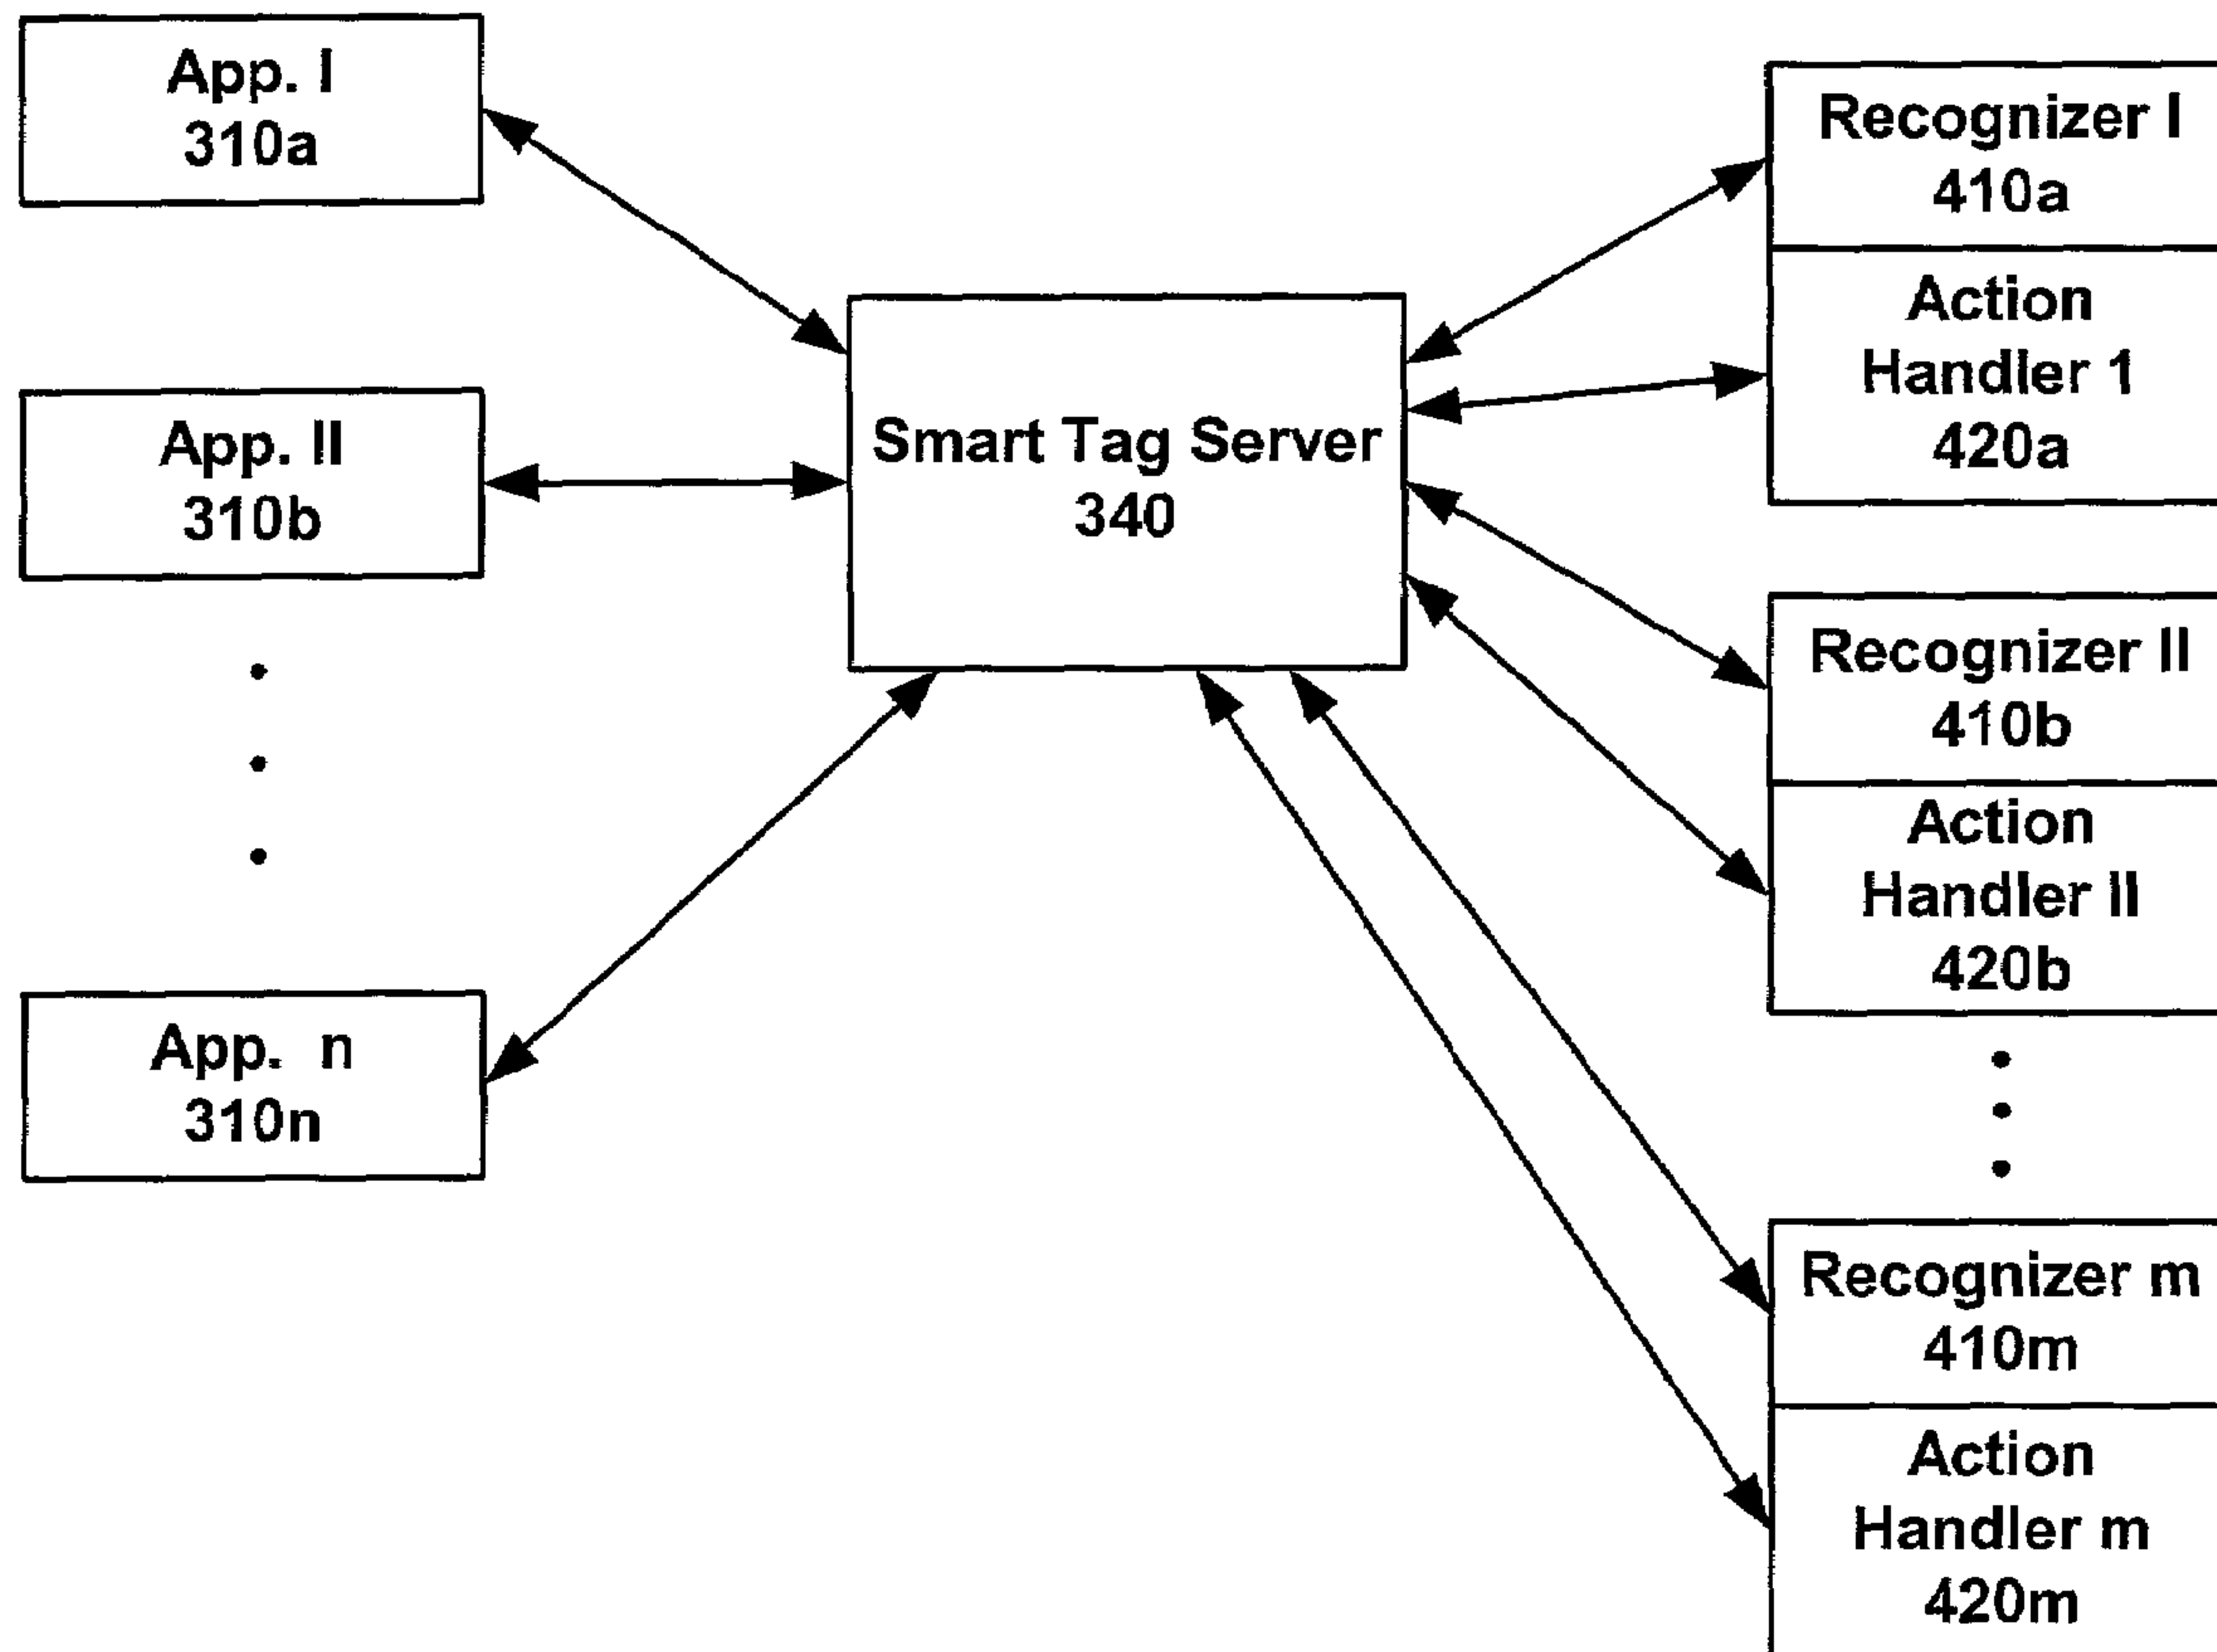 App. I
310a
App. II
310b
App. n
310n
Smart Tag Server
340
Recognizer I
410a
Action
Handler 1
420a
Recognizer II
410b
Action
Handler II
420b
Recognizer m
410m
Action
Handler m
420m